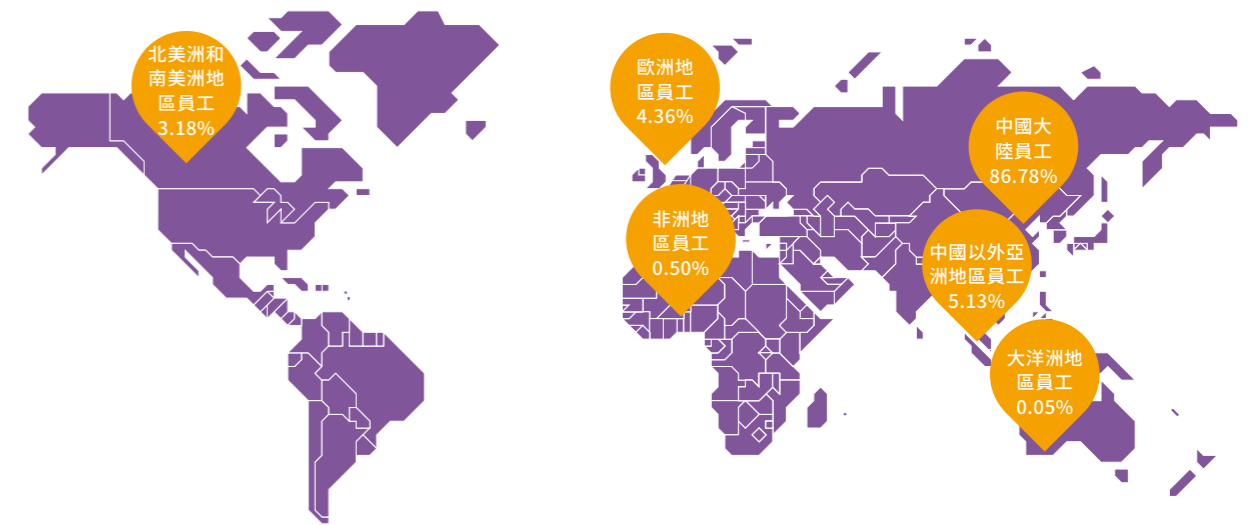 北美洲和
南美洲地
區員工
3.18%
歐洲地
區員工
4.36%
中國大
陸員工
86.78%
非洲地
區員工
0.50%
中國以外亞
洲地區員工
5.13%
大洋洲地
區員工
0.05%